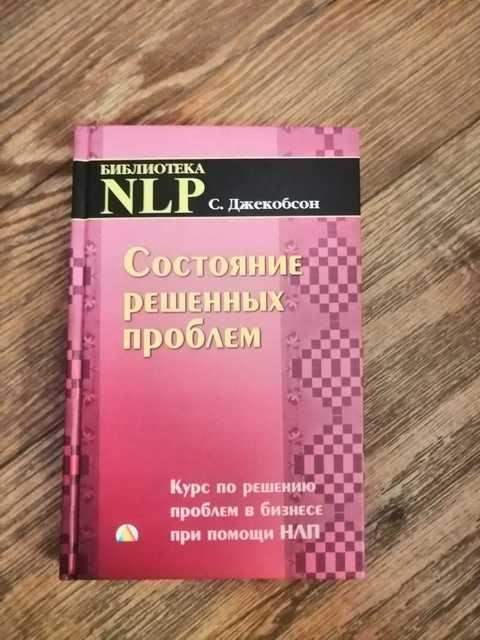 БИБЛИОТЕКА
NLP С. Джекобсон
Состояние
решенных
проблем
Курс по решению
проблем в бизнесе
при помощи НЛП